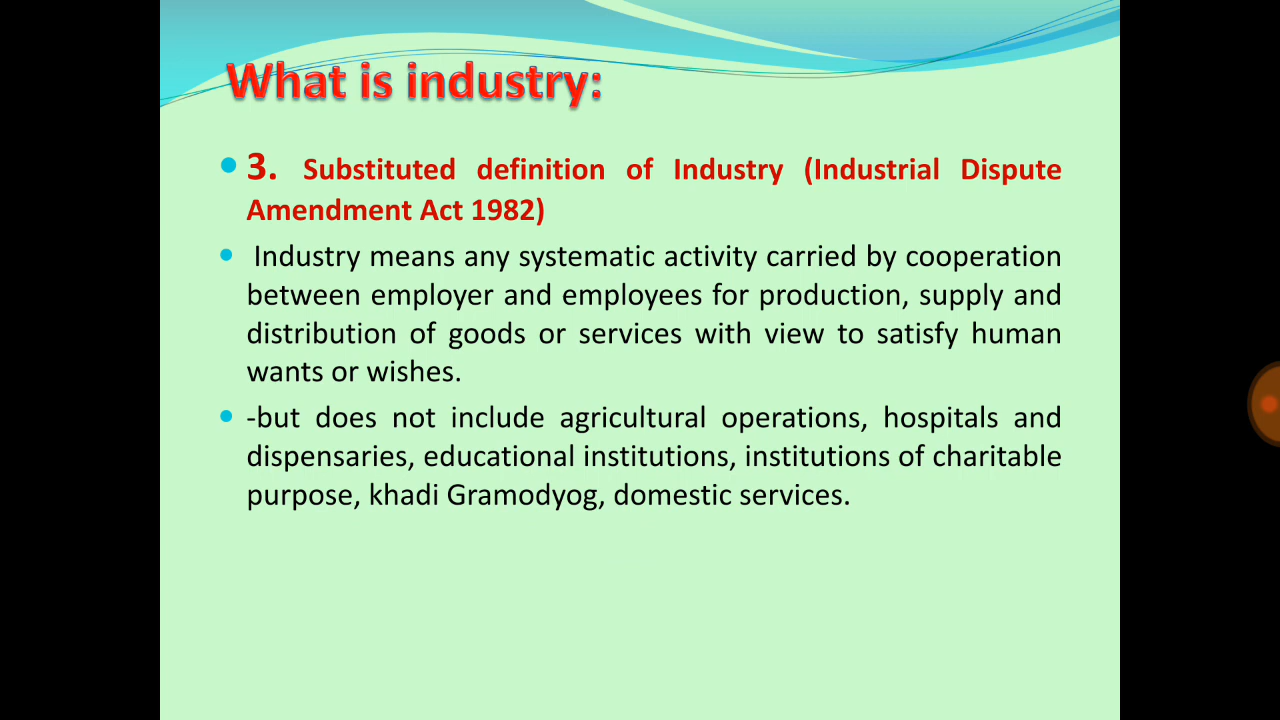 What is industry:
3. Substituted definition of Industry (Industrial Dispute
Amendment Act 1982)
Industry means any systematic activity carried by cooperation
between employer and employees for production, supply and
distribution of goods or services with view to satisfy human
wants or wishes.
-but does not include agricultural operations, hospitals and
dispensaries, educational institutions, institutions of charitable
purpose, khadi Gramodyog, domestic services.